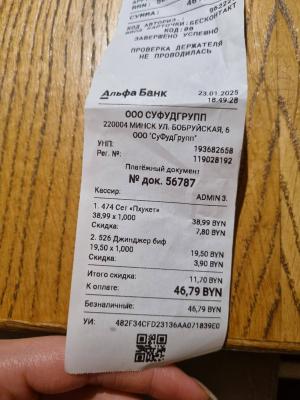 СУММА:
КОД АВТОРИЗ.:
КОД: 00
ЗАВЕРШЕНО УСПЕШНО
ПРОВЕРКА ДЕРЖАТЕЛЯ
НЕ ПРОВОДИЛАСЬ
Альфа Банк 23.01.2025
18.49.28
ООО СУФУДГРУПП
220004 МИНСК УЛ. БОБРУЙСКАЯ, 6
ООО "СуФудГрупп"
УНП: 193682658
Рег. №: 119028192
Платёжный документ
№ док. 56787
Кассир: ADMIN 3.
1. 474 Сет «Пхукет»
38,99 x 1,000 38,99 BYN
Скидка: 7,80 BYN
2. 526 Джинджер биф
19,50 x 1,000 19,50 BYN
Скидка: 3,90 BYN
Итого скидка: 11,70 BYN
К оплате: 46,79 BYN
Безналичные: 46,79 BYN
УИ: 482F34CFD23136AA071839E0